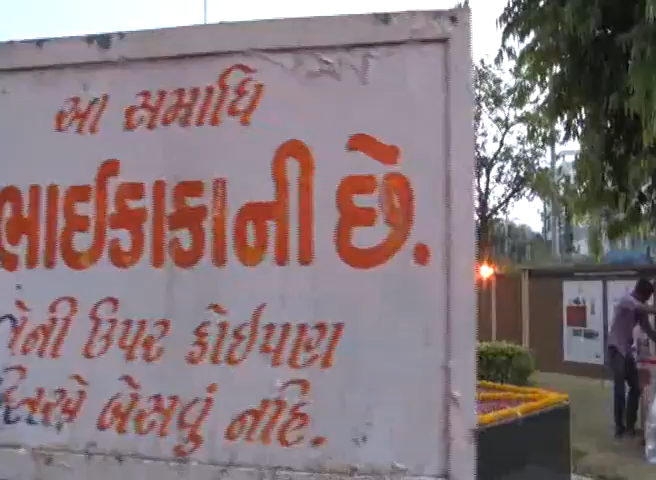 આ સમાધિ
ભાઈકાકાની છે.
તેની ઉપર કોઈપણ
બેસવું નહિ.